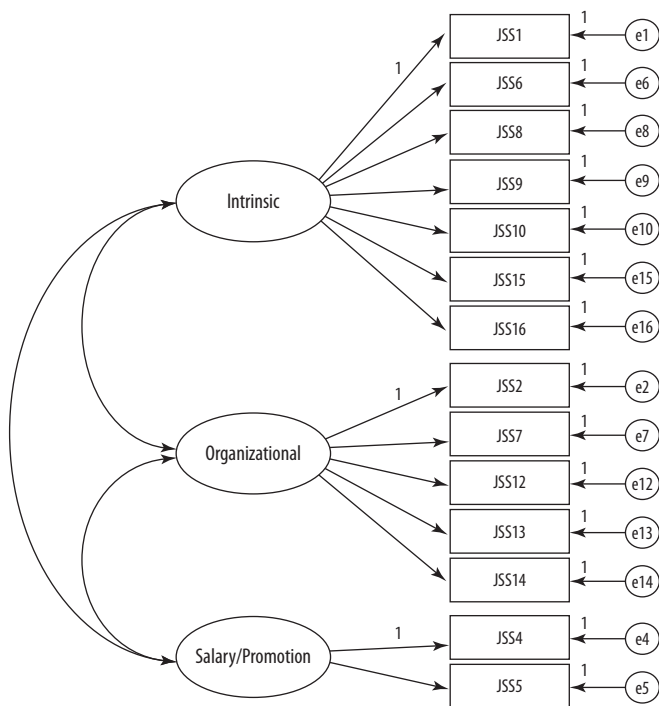 1 JSS1 1 e1
JSS6 1 e6
JSS8 1 e8
Intrinsic JSS9 1 e9
JSS10 1 e10
JSS15 1 e15
JSS16 1 e16
1 JSS2 1 e2
JSS7 1 e7
Organizational JSS12 1 e12
JSS13 1 e13
JSS14 1 e14
Salary/Promotion 1 JSS4 1 e4
JSS5 1 e5